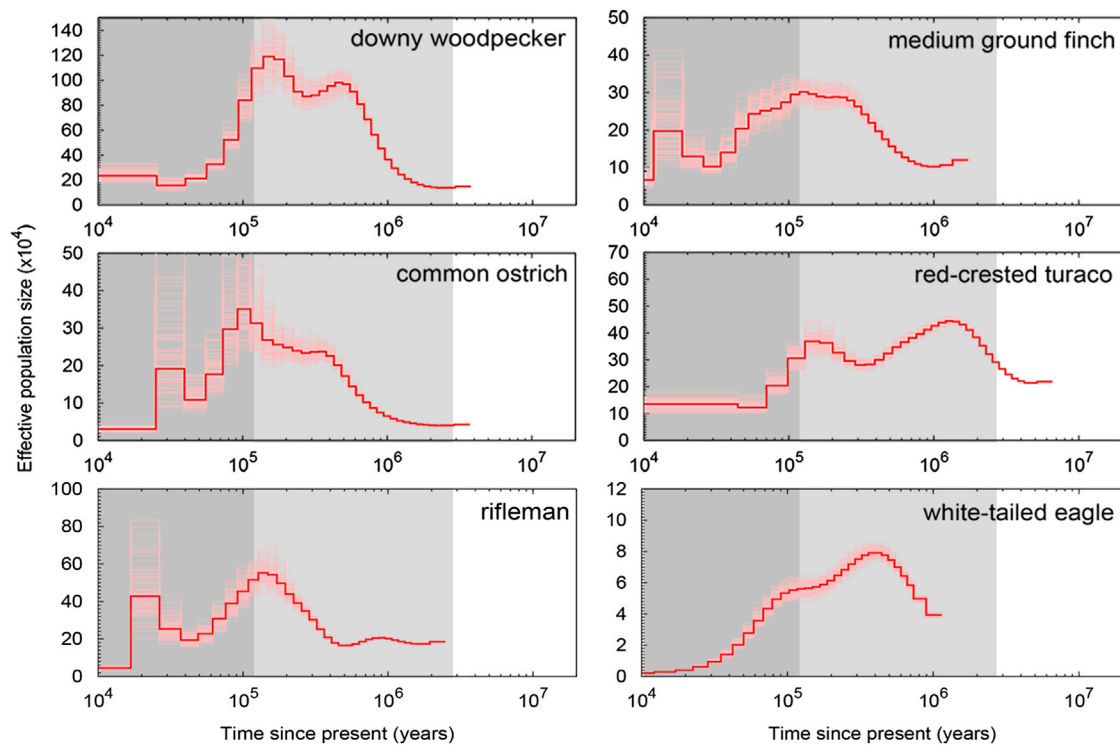 downy woodpecker
140
120
100
80
60
40
20
0
10^4 10^5 10^6 10^7
medium ground finch
50
40
30
20
10
0
10^4 10^5 10^6 10^7
Effective population size (x10^4)
common ostrich
50
40
30
20
10
0
10^4 10^5 10^6 10^7
red-crested turaco
70
60
50
40
30
20
10
0
10^4 10^5 10^6 10^7
rifleman
100
80
60
40
20
0
10^4 10^5 10^6 10^7
Time since present (years)
white-tailed eagle
12
10
8
6
4
2
0
10^4 10^5 10^6 10^7
Time since present (years)